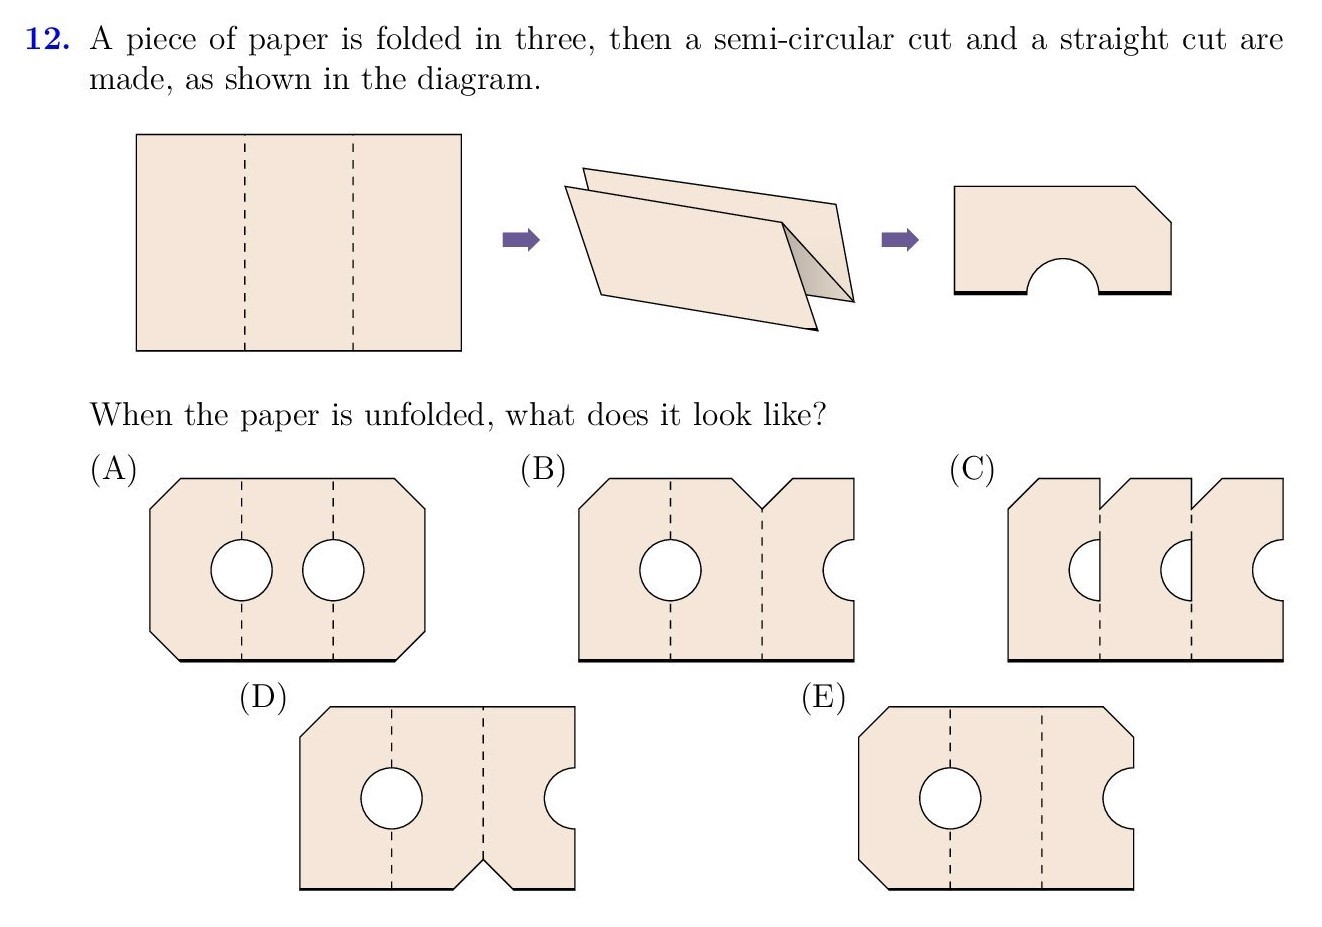 12. A piece of paper is folded in three, then a semi-circular cut and a straight cut are
made, as shown in the diagram.
When the paper is unfolded, what does it look like?
(A)
(B)
(C)
(D)
(E)